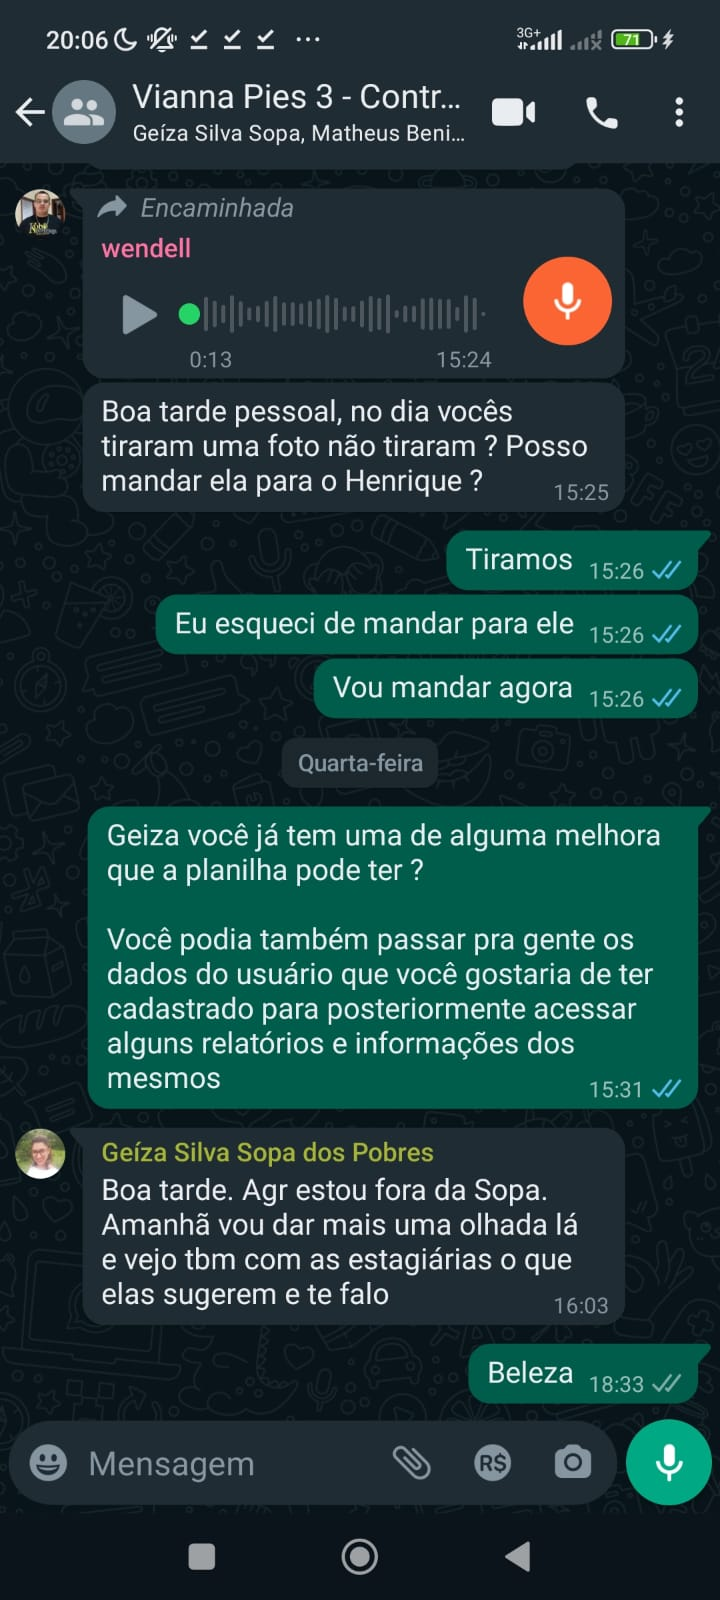 20:06
3G+
71
Vianna Pies 3 - Contr...
Geíza Silva Sopa, Matheus Beni...
Encaminhada
wendell
0:13
15:24
Boa tarde pessoal, no dia vocês
tiraram uma foto não tiraram ? Posso
mandar ela para o Henrique ?
15:25
Tiramos
15:26
Eu esqueci de mandar para ele
15:26
Vou mandar agora
15:26
Quarta-feira
Geiza você já tem uma de alguma melhora
que a planilha pode ter ?
Você podia também passar pra gente os
dados do usuário que você gostaria de ter
cadastrado para posteriormente acessar
alguns relatórios e informações dos
mesmos
15:31
Geíza Silva Sopa dos Pobres
Boa tarde. Agr estou fora da Sopa.
Amanhã vou dar mais uma olhada lá
e vejo tbm com as estagiárias o que
elas sugerem e te falo
16:03
Beleza
18:33
Mensagem
R$